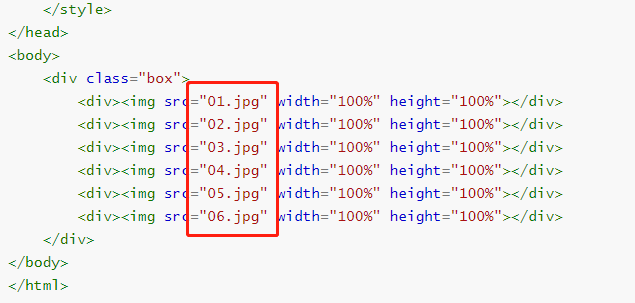 </style>
</head>
<body>
<div class="box">
<div><img src="01.jpg" width="100%" height="100%"></div>
<div><img src="02.jpg" width="100%" height="100%"></div>
<div><img src="03.jpg" width="100%" height="100%"></div>
<div><img src="04.jpg" width="100%" height="100%"></div>
<div><img src="05.jpg" width="100%" height="100%"></div>
<div><img src="06.jpg" width="100%" height="100%"></div>
</div>
</body>
</html>